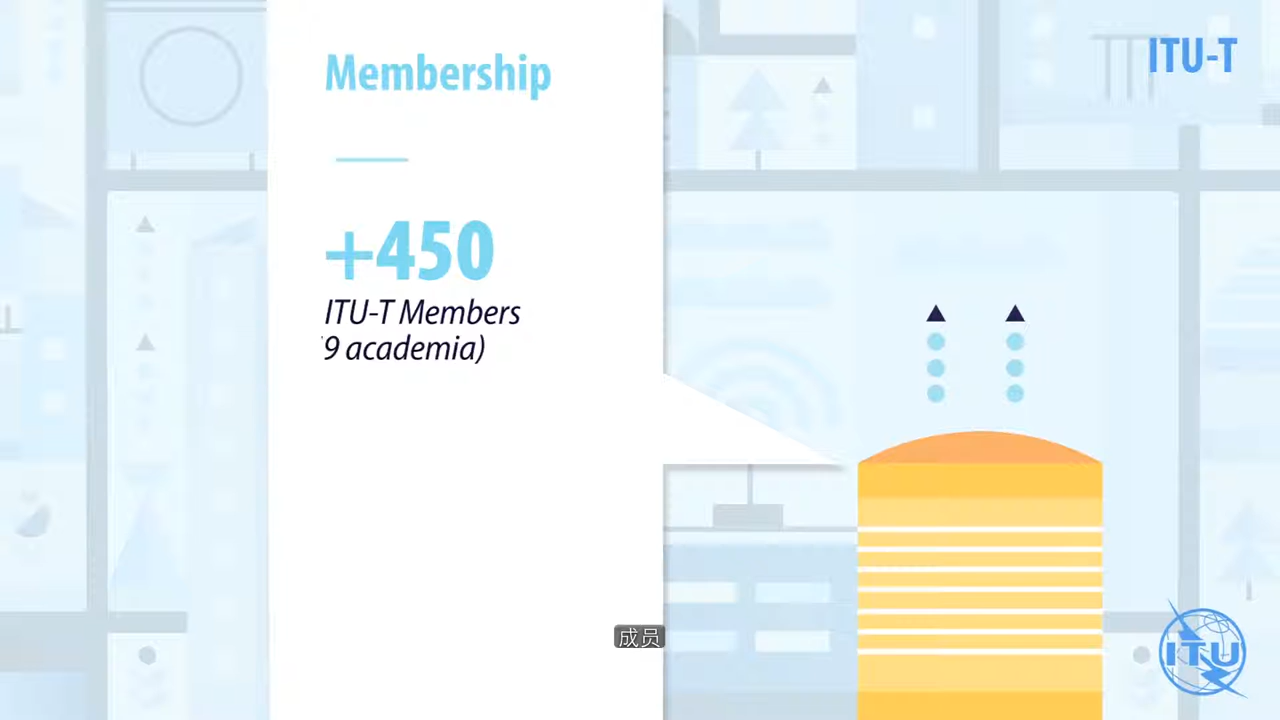 Membership
ITU-T
+450
ITU-T Members
9 academia)
成员
ITU